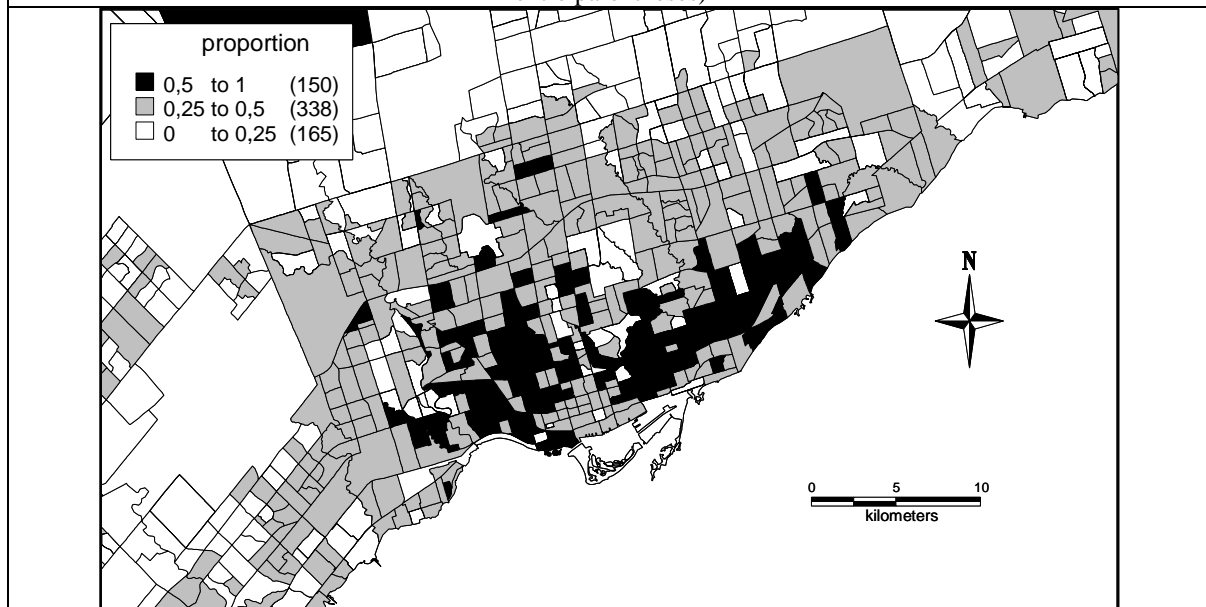 proportion
0,5 to 1 (150)
0,25 to 0,5 (338)
0 to 0,25 (165)
N
0 5 10
kilometers